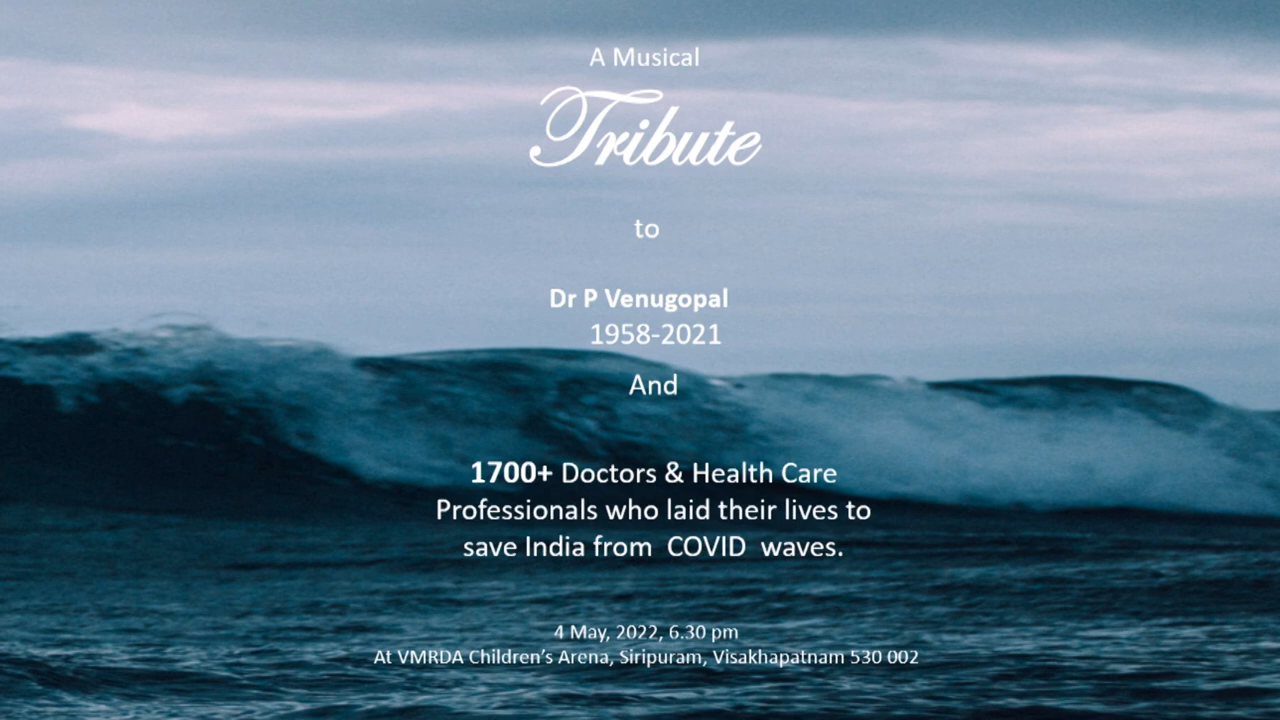 A Musical
Tribute
to
Dr P Venugopal
1958-2021
And
1700+ Doctors & Health Care
Professionals who laid their lives to
save India from COVID waves.
4 May, 2022, 6.30 pm
At VMRDA Children's Arena, Siripuram, Visakhapatnam 530 002